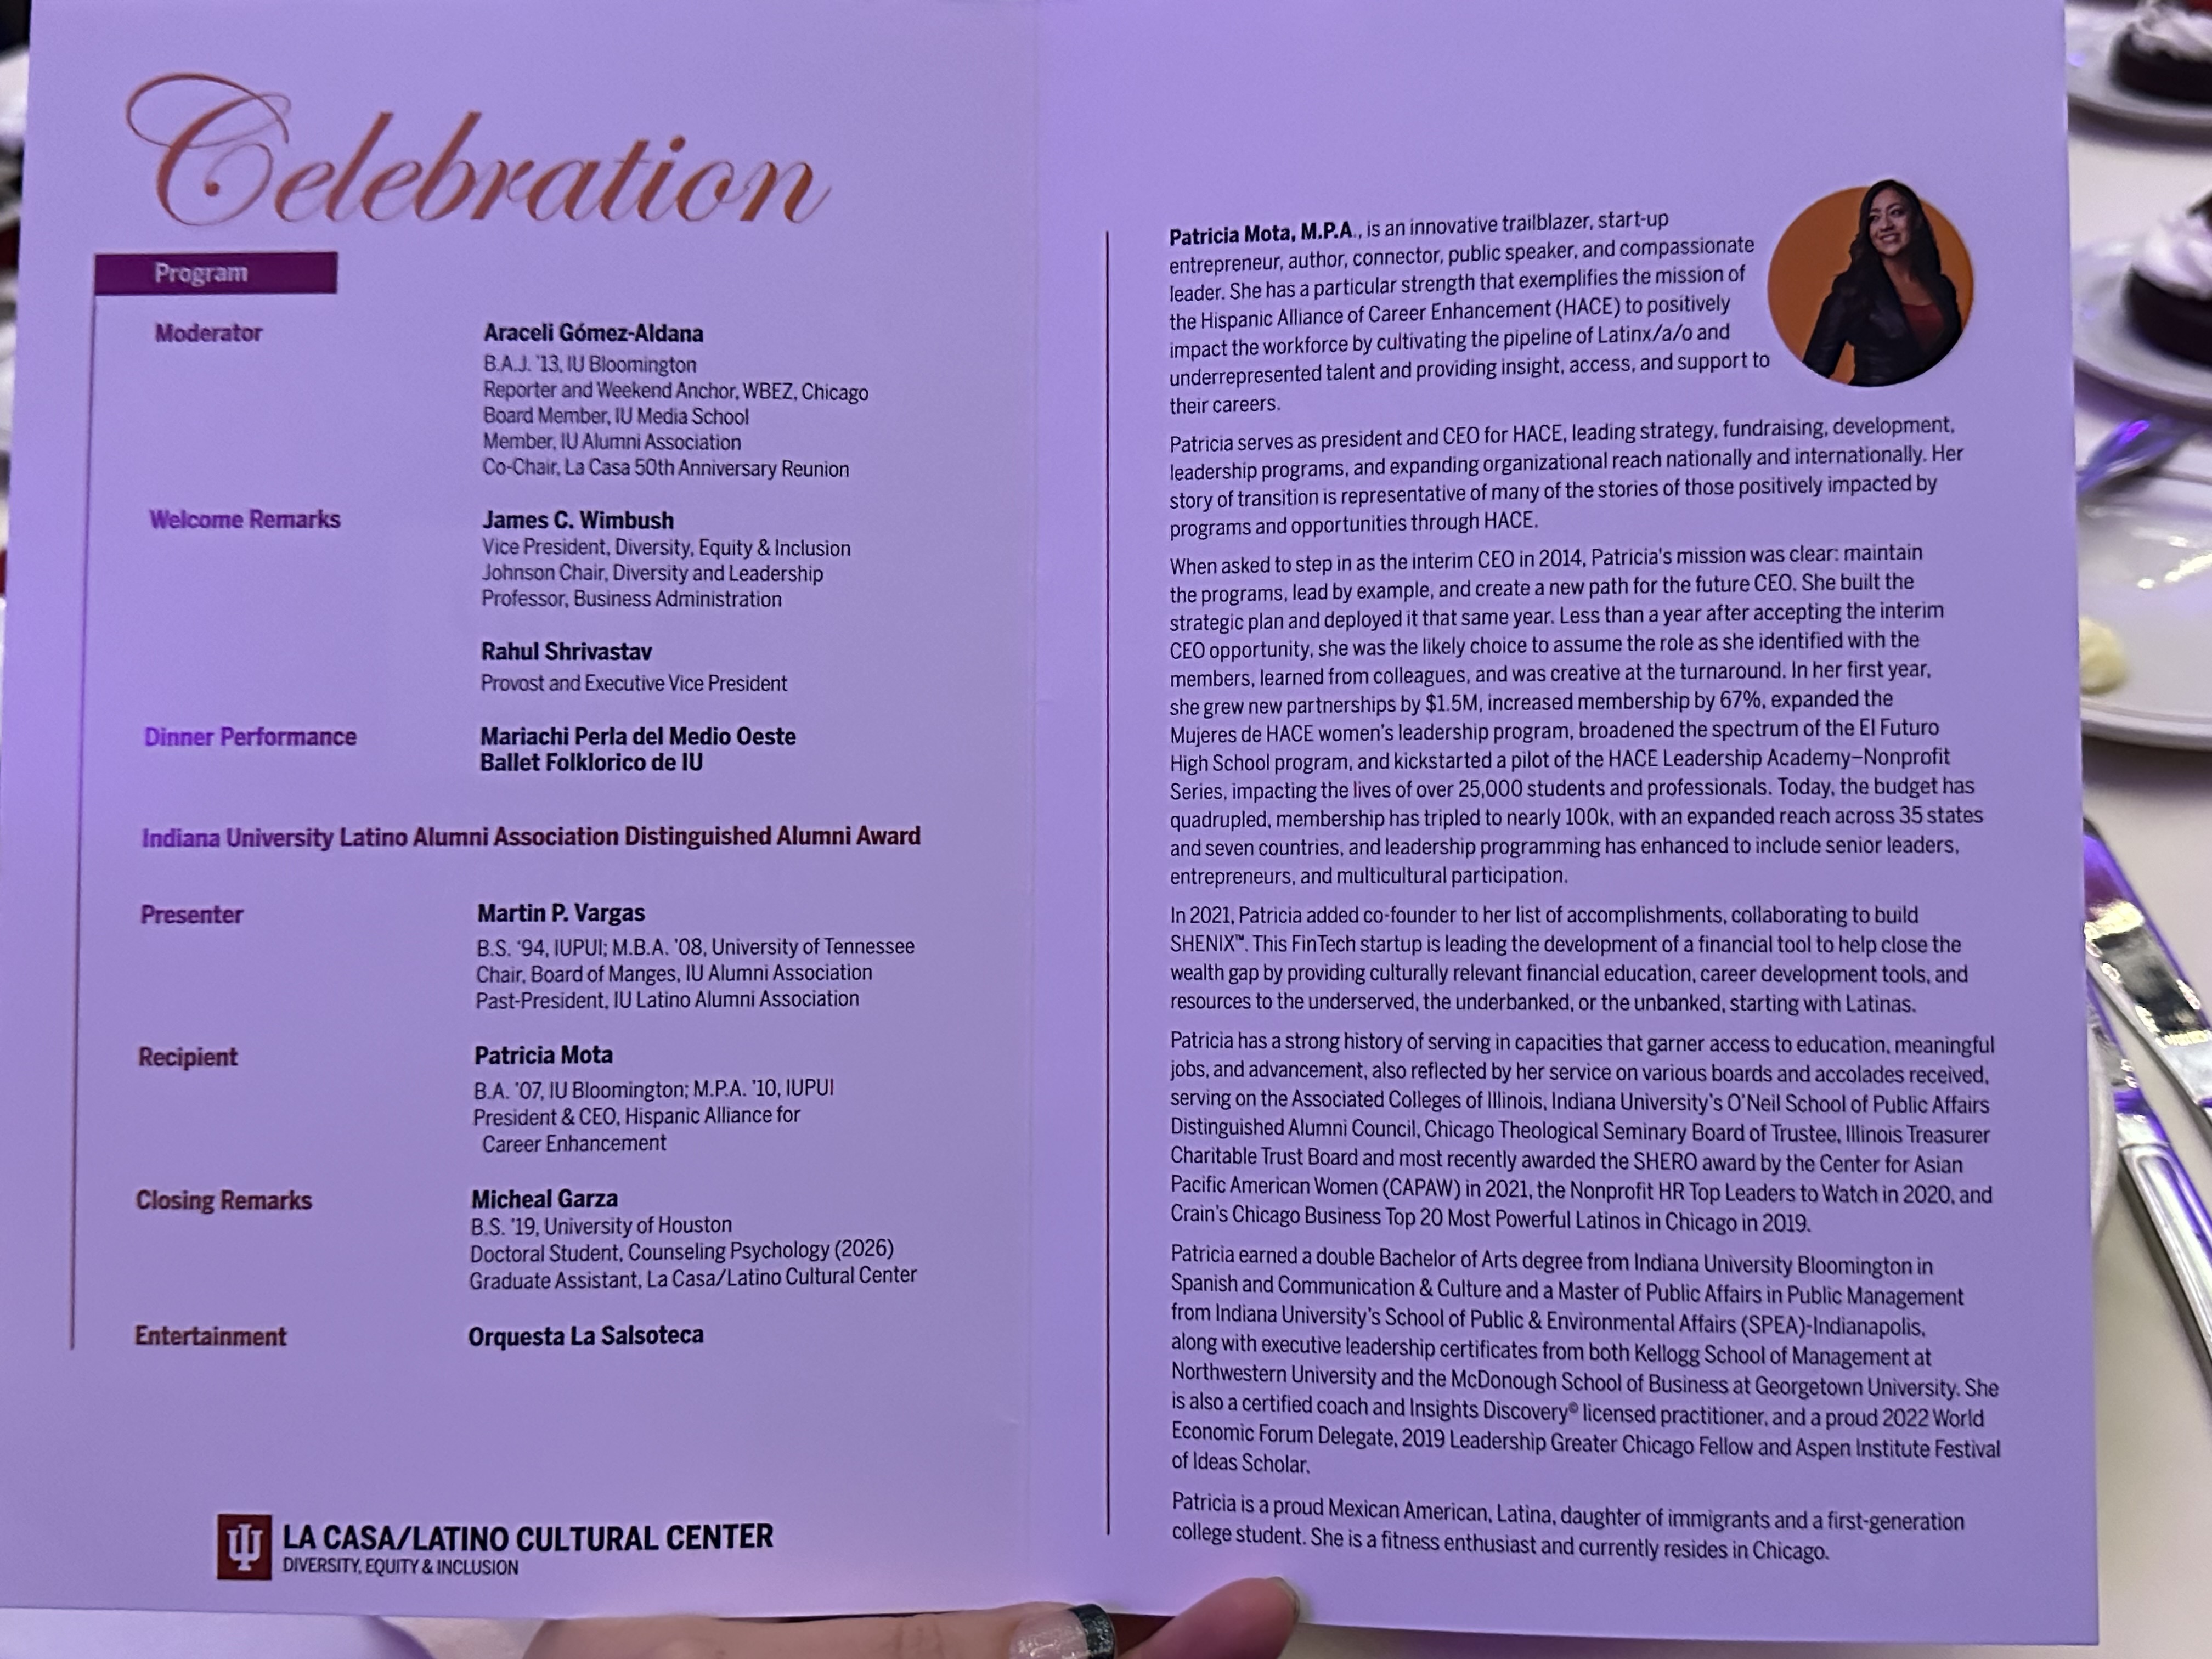 Celebration
Program
Moderator
Araceli Gómez-Aldana
B.A.J. '13, IU Bloomington
Reporter and Weekend Anchor, WBEZ, Chicago
Board Member, IU Media School
Member, IU Alumni Association
Co-Chair, La Casa 50th Anniversary Reunion
Welcome Remarks
James C. Wimbush
Vice President, Diversity, Equity & Inclusion
Johnson Chair, Diversity and Leadership
Professor, Business Administration
Rahul Shrivastav
Provost and Executive Vice President
Dinner Performance
Mariachi Perla del Medio Oeste
Ballet Folklorico de IU
Indiana University Latino Alumni Association Distinguished Alumni Award
Presenter
Martin P. Vargas
B.S. '94, IUPUI; M.B.A. '08, University of Tennessee
Chair, Board of Manges, IU Alumni Association
Past-President, IU Latino Alumni Association
Recipient
Patricia Mota
B.A. '07, IU Bloomington; M.P.A. '10, IUPUI
President & CEO, Hispanic Alliance for
Career Enhancement
Closing Remarks
Micheal Garza
B.S. '19, University of Houston
Doctoral Student, Counseling Psychology (2026)
Graduate Assistant, La Casa/Latino Cultural Center
Entertainment
Orquesta La Salsoteca
LA CASA/LATINO CULTURAL CENTER
DIVERSITY, EQUITY & INCLUSION
Patricia Mota, M.P.A., is an innovative trailblazer, start-up
entrepreneur, author, connector, public speaker, and compassionate
leader. She has a particular strength that exemplifies the mission of
the Hispanic Alliance of Career Enhancement (HACE) to positively
impact the workforce by cultivating the pipeline of Latinx/a/o and
underrepresented talent and providing insight, access, and support to
their careers.
Patricia serves as president and CEO for HACE, leading strategy, fundraising, development,
leadership programs, and expanding organizational reach nationally and internationally. Her
story of transition is representative of many of the stories of those positively impacted by
programs and opportunities through HACE.
When asked to step in as the interim CEO in 2014, Patricia's mission was clear: maintain
the programs, lead by example, and create a new path for the future CEO. She built the
strategic plan and deployed it that same year. Less than a year after accepting the interim
CEO opportunity, she was the likely choice to assume the role as she identified with the
members, learned from colleagues, and was creative at the turnaround. In her first year,
she grew new partnerships by $1.5M, increased membership by 67%, expanded the
Mujeres de HACE women's leadership program, broadened the spectrum of the El Futuro
High School program, and kickstarted a pilot of the HACE Leadership Academy–Nonprofit
Series, impacting the lives of over 25,000 students and professionals. Today, the budget has
quadrupled, membership has tripled to nearly 100k, with an expanded reach across 35 states
and seven countries, and leadership programming has enhanced to include senior leaders,
entrepreneurs, and multicultural participation.
In 2021, Patricia added co-founder to her list of accomplishments, collaborating to build
SHENIX™. This FinTech startup is leading the development of a financial tool to help close the
wealth gap by providing culturally relevant financial education, career development tools, and
resources to the underserved, the underbanked, or the unbanked, starting with Latinas.
Patricia has a strong history of serving in capacities that garner access to education, meaningful
jobs, and advancement, also reflected by her service on various boards and accolades received,
serving on the Associated Colleges of Illinois, Indiana University's O'Neil School of Public Affairs
Distinguished Alumni Council, Chicago Theological Seminary Board of Trustee, Illinois Treasurer
Charitable Trust Board and most recently awarded the SHERO award by the Center for Asian
Pacific American Women (CAPAW) in 2021, the Nonprofit HR Top Leaders to Watch in 2020, and
Crain's Chicago Business Top 20 Most Powerful Latinos in Chicago in 2019.
Patricia earned a double Bachelor of Arts degree from Indiana University Bloomington in
Spanish and Communication & Culture and a Master of Public Affairs in Public Management
from Indiana University's School of Public & Environmental Affairs (SPEA)-Indianapolis,
along with executive leadership certificates from both Kellogg School of Management at
Northwestern University and the McDonough School of Business at Georgetown University. She
is also a certified coach and Insights Discovery© licensed practitioner, and a proud 2022 World
Economic Forum Delegate, 2019 Leadership Greater Chicago Fellow and Aspen Institute Festival
of Ideas Scholar.
Patricia is a proud Mexican American, Latina, daughter of immigrants and a first-generation
college student. She is a fitness enthusiast and currently resides in Chicago.